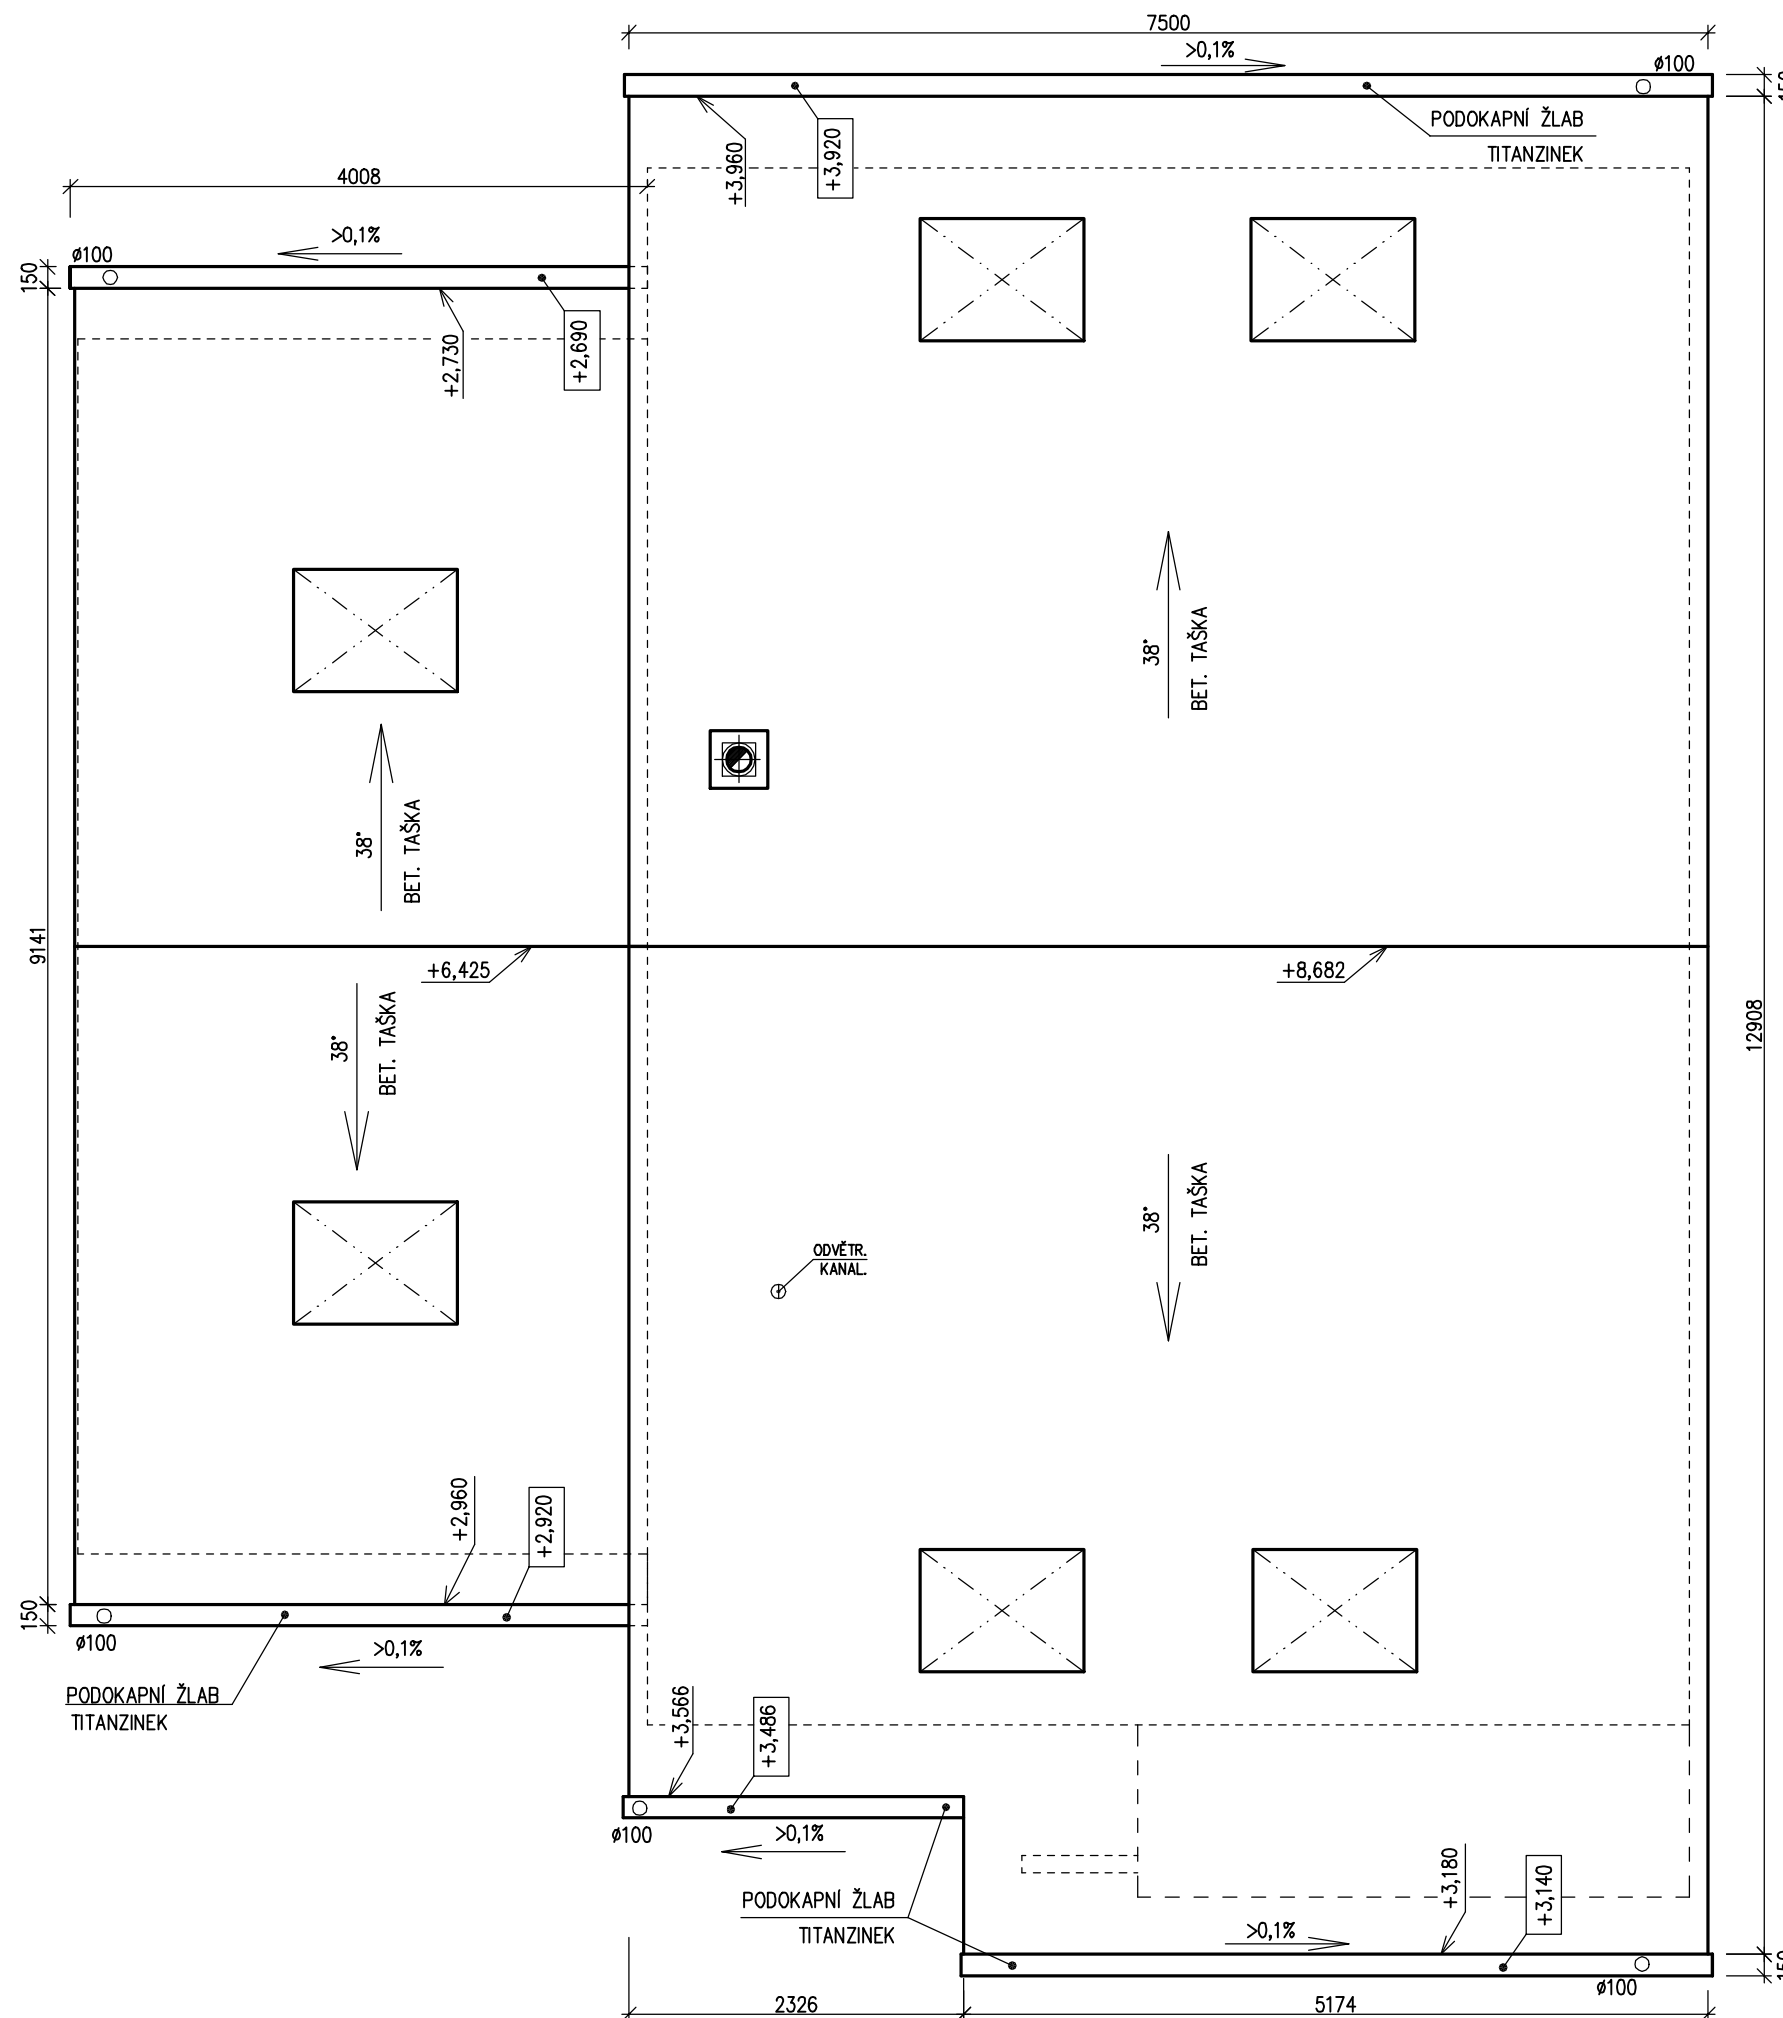 7500
>0,1%
ø100
150
PODOKAPNÍ ŽLAB
TITANZINEK
+3,960
+3,920
4008
>0,1%
ø100
150
+2,730
+2,690
38°
BET. TAŠKA
38°
BET. TAŠKA
9141
+6,425
+8,682
12908
38°
BET. TAŠKA
38°
BET. TAŠKA
ODVĚTR.
KANAL.
+2,960
+2,920
150
ø100
>0,1%
PODOKAPNÍ ŽLAB
TITANZINEK
+3,566
+3,486
ø100
>0,1%
PODOKAPNÍ ŽLAB
TITANZINEK
+3,180
+3,140
>0,1%
150
ø100
2326
5174